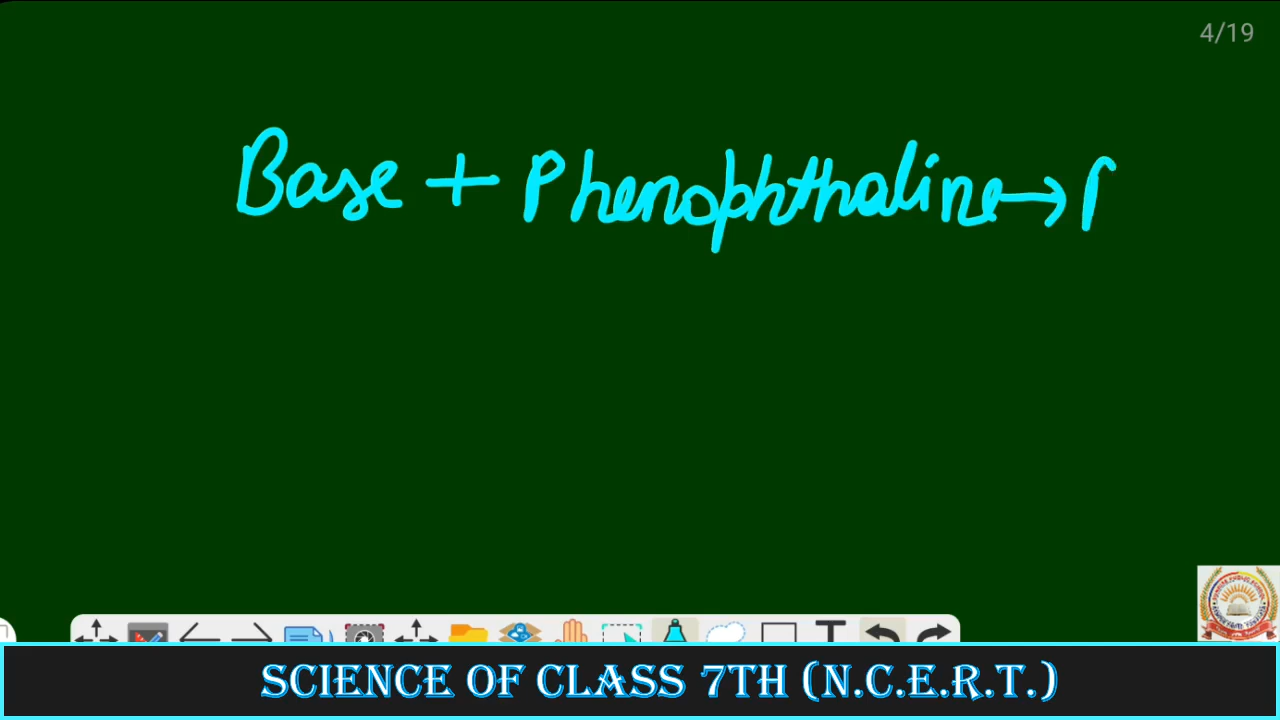 4/19
Base + Phenophthaline →
SCIENCE OF CLASS 7TH (N.C.E.R.T.)